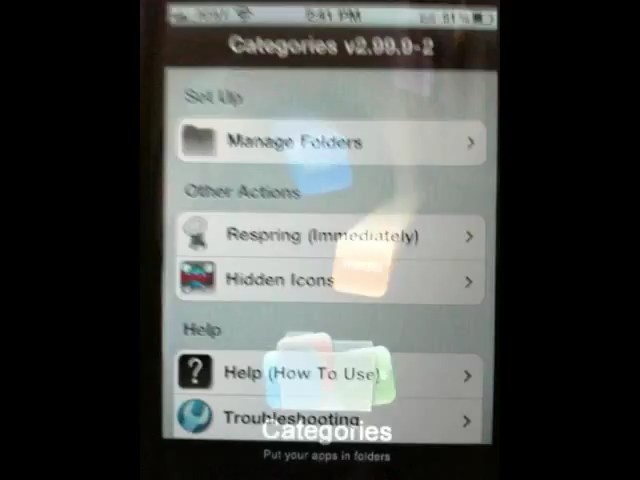 2:41 PM 81%
Categories v2.99.9-2
Set Up
Manage Folders
Other Actions
Respring (Immediately)
Hidden Icons
Help
Help (How To Use)
Troubleshooting
Categories
Put your apps in folders